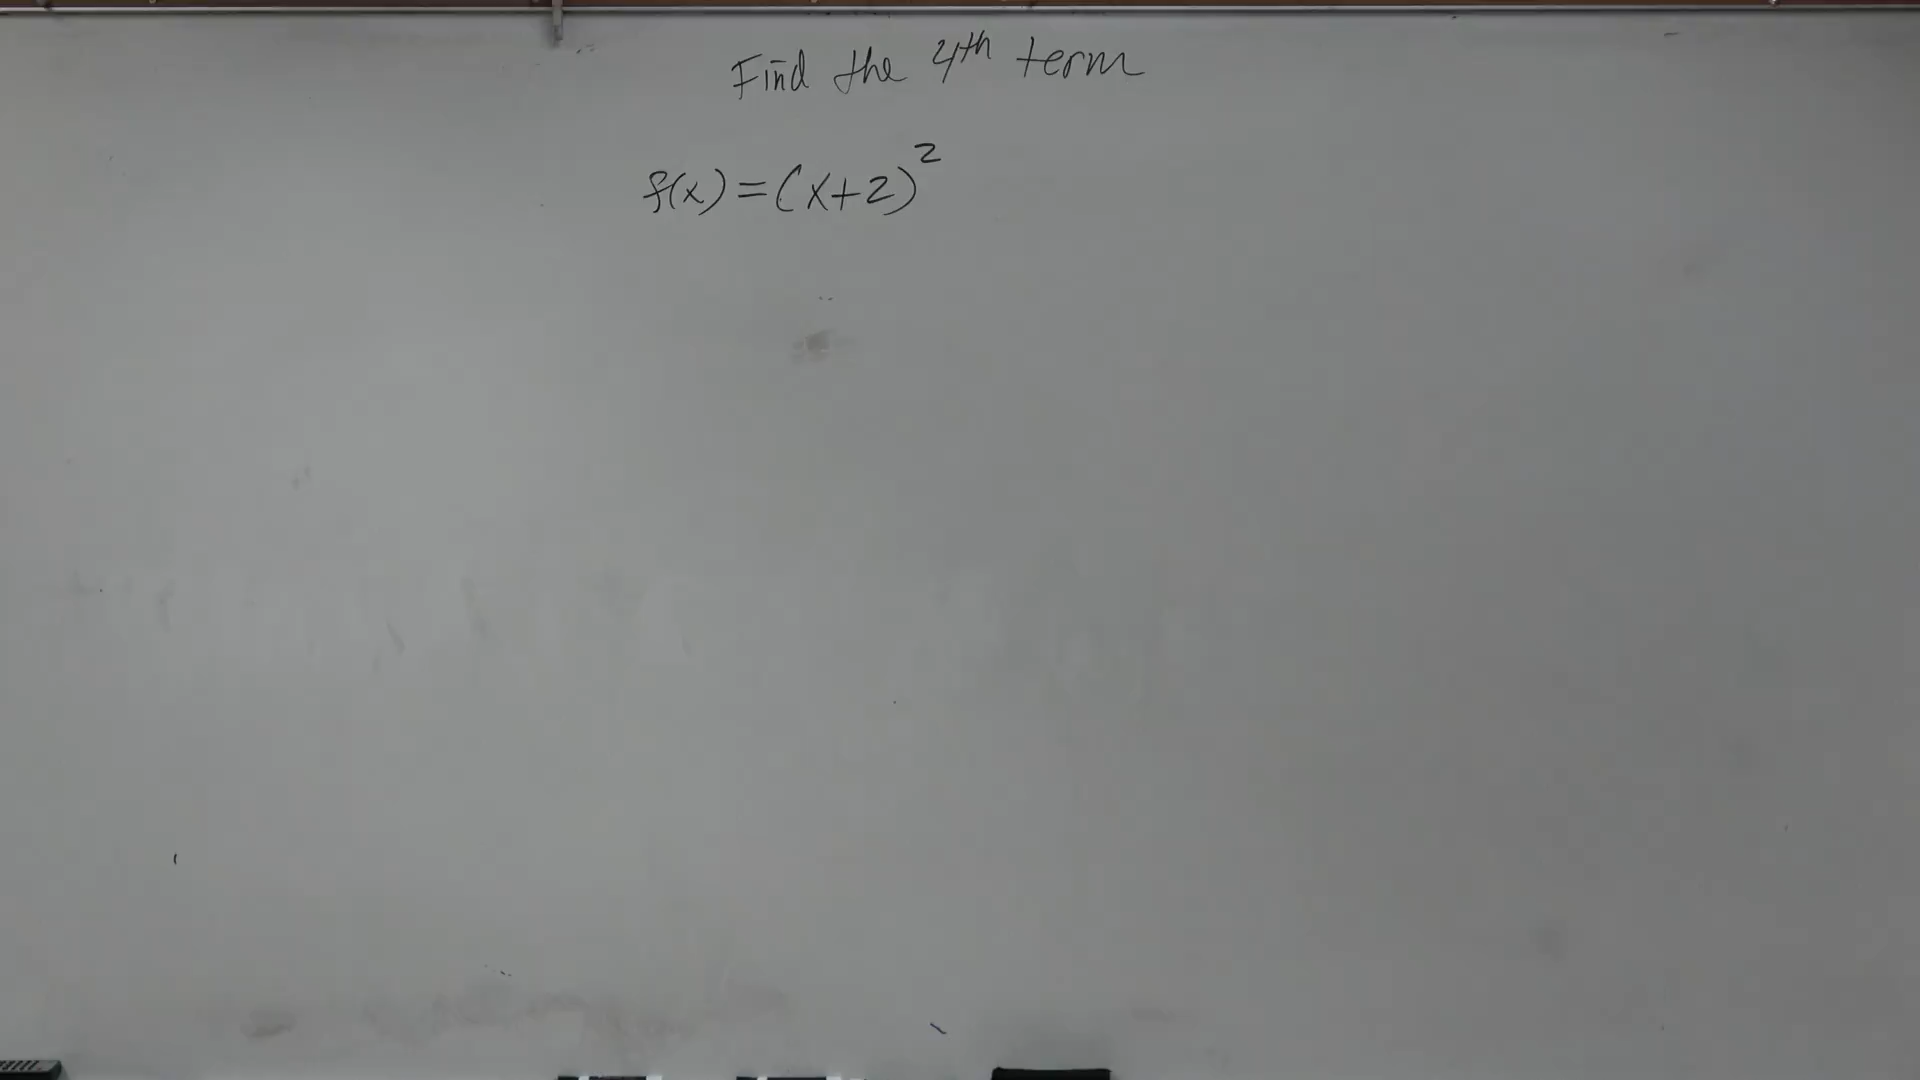 Find the 4th term
f(x) = (x+2)²